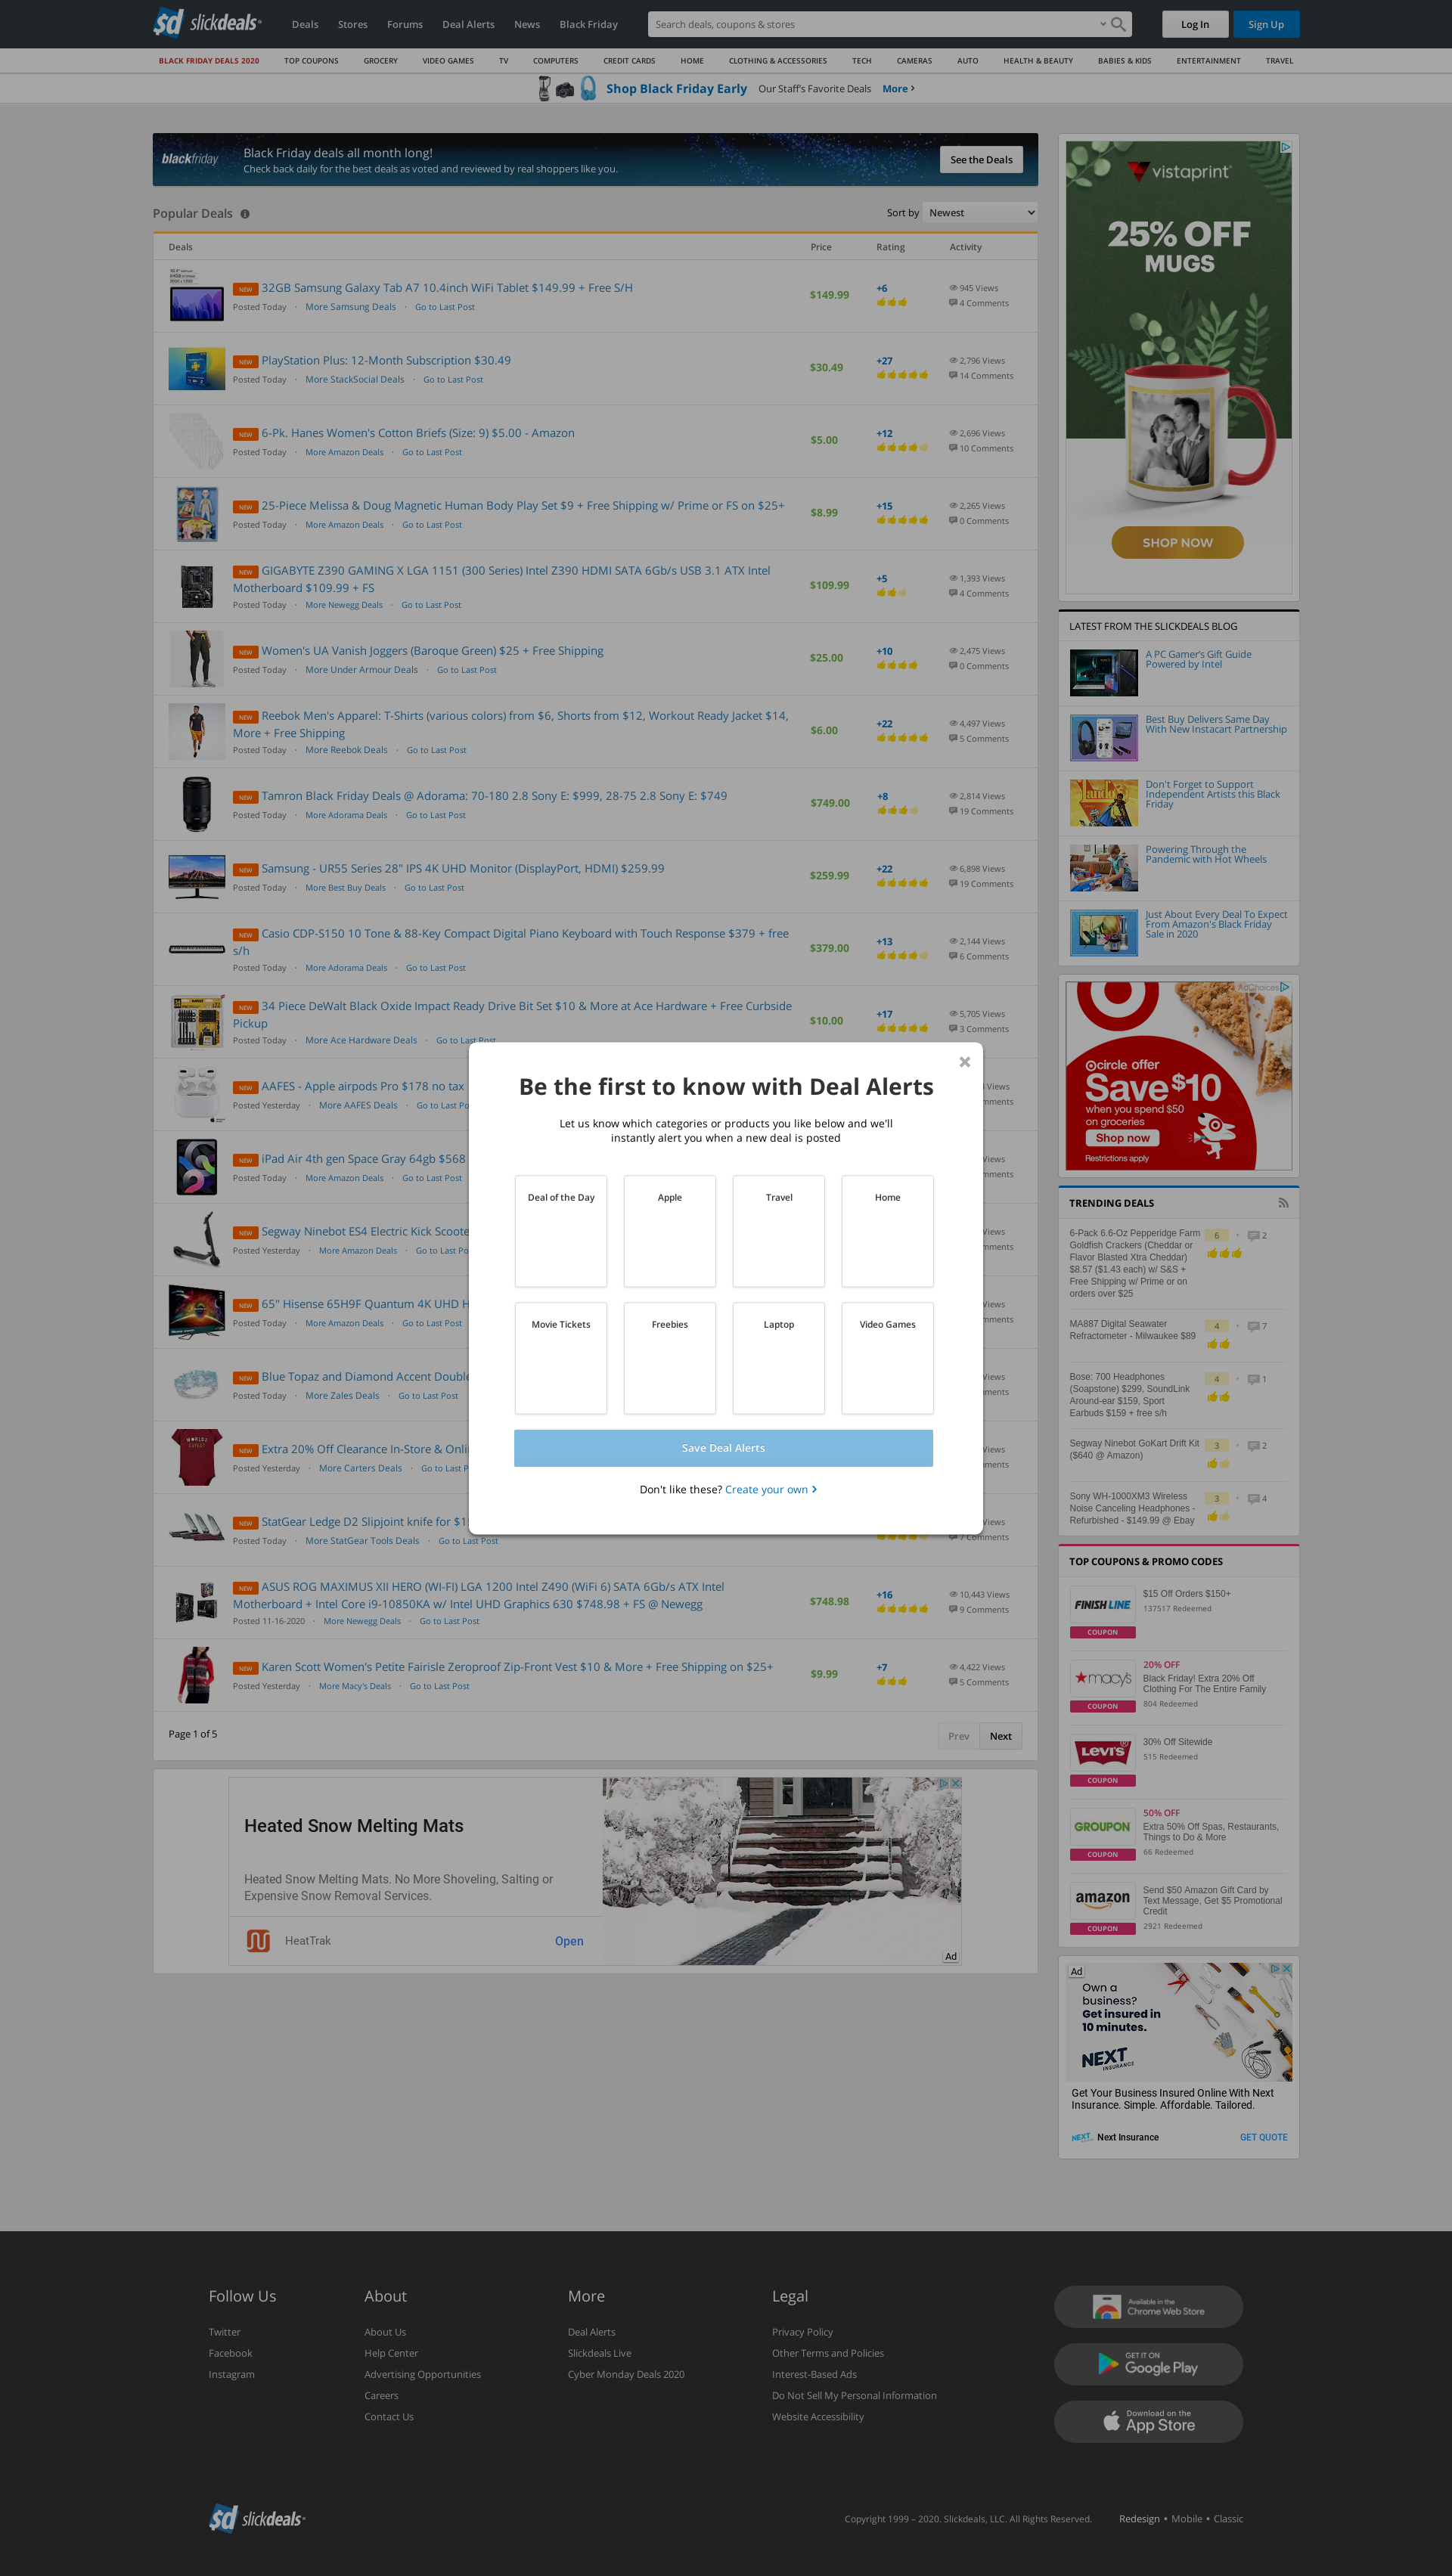 slickdeals
Deals Stores Forums Deal Alerts News Black Friday
Search deals, coupons & stores
Log In
Sign Up
BLACK FRIDAY DEALS 2020 TOP COUPONS GROCERY VIDEO GAMES TV COMPUTERS CREDIT CARDS HOME CLOTHING & ACCESSORIES TECH CAMERAS AUTO HEALTH & BEAUTY BABIES & KIDS ENTERTAINMENT TRAVEL
Shop Black Friday Early Our Staff's Favorite Deals More
blackfriday
Black Friday deals all month long!
Check back daily for the best deals as voted and reviewed by real shoppers like you.
See the Deals
Popular Deals
Sort by Newest
Deals Price Rating Activity
NEW 32GB Samsung Galaxy Tab A7 10.4inch WiFi Tablet $149.99 + Free S/H
Posted Today · More Samsung Deals · Go to Last Post
$149.99
+6
945 Views
4 Comments
NEW PlayStation Plus: 12-Month Subscription $30.49
Posted Today · More StackSocial Deals · Go to Last Post
$30.49
+27
2,796 Views
14 Comments
NEW 6-Pk. Hanes Women's Cotton Briefs (Size: 9) $5.00 - Amazon
Posted Today · More Amazon Deals · Go to Last Post
$5.00
+12
2,696 Views
10 Comments
NEW 25-Piece Melissa & Doug Magnetic Human Body Play Set $9 + Free Shipping w/ Prime or FS on $25+
Posted Today · More Amazon Deals · Go to Last Post
$8.99
+15
2,265 Views
0 Comments
NEW GIGABYTE Z390 GAMING X LGA 1151 (300 Series) Intel Z390 HDMI SATA 6Gb/s USB 3.1 ATX Intel
Motherboard $109.99 + FS
Posted Today · More Newegg Deals · Go to Last Post
$109.99
+5
1,393 Views
4 Comments
NEW Women's UA Vanish Joggers (Baroque Green) $25 + Free Shipping
Posted Today · More Under Armour Deals · Go to Last Post
$25.00
+10
2,475 Views
0 Comments
NEW Reebok Men's Apparel: T-Shirts (various colors) from $6, Shorts from $12, Workout Ready Jacket $14,
More + Free Shipping
Posted Today · More Reebok Deals · Go to Last Post
$6.00
+22
4,497 Views
5 Comments
NEW Tamron Black Friday Deals @ Adorama: 70-180 2.8 Sony E: $999, 28-75 2.8 Sony E: $749
Posted Today · More Adorama Deals · Go to Last Post
$749.00
+8
2,814 Views
19 Comments
NEW Samsung - UR55 Series 28" IPS 4K UHD Monitor (DisplayPort, HDMI) $259.99
Posted Today · More Best Buy Deals · Go to Last Post
$259.99
+22
6,898 Views
19 Comments
NEW Casio CDP-S150 10 Tone & 88-Key Compact Digital Piano Keyboard with Touch Response $379 + free
s/h
Posted Today · More Adorama Deals · Go to Last Post
$379.00
+13
2,144 Views
6 Comments
NEW 34 Piece DeWalt Black Oxide Impact Ready Drive Bit Set $10 & More at Ace Hardware + Free Curbside
Pickup
Posted Today · More Ace Hardware Deals · Go to Last Post
$10.00
+17
5,705 Views
3 Comments
NEW AAFES - Apple airpods Pro $178 no tax
Posted Yesterday · More AAFES Deals · Go to Last
Views
NEW iPad Air 4th gen Space Gray 64gb $568
Posted Today · More Amazon Deals · Go to Last Post
Views
NEW Segway Ninebot ES4 Electric Kick
Posted Yesterday · More Amazon Deals · Go to Last
Views
NEW 65" Hisense 65H9F Quantum 4K UHD
Posted Today · More Amazon Deals · Go to Last Post
Views
NEW Blue Topaz and Diamond Accent
Posted Today · More Zales Deals · Go to Last Post
Views
NEW Extra 20% Off Clearance In-Store &
Posted Yesterday · More Carters Deals · Go to Last
Views
NEW StatGear Ledge D2 Slipjoint knife for
Posted Today · More StatGear Tools Deals · Go to Last Post
Views
7 Comments
NEW ASUS ROG MAXIMUS XII HERO (WI-FI) LGA 1200 Intel Z490 (WiFi 6) SATA 6Gb/s ATX Intel
Motherboard + Intel Core i9-10850KA w/ Intel UHD Graphics 630 $748.98 + FS @ Newegg
Posted 11-16-2020 · More Newegg Deals · Go to Last Post
$748.98
+16
10,443 Views
9 Comments
NEW Karen Scott Women's Petite Fairisle Zeroproof Zip-Front Vest $10 & More + Free Shipping on $25+
Posted Yesterday · More Macy's Deals · Go to Last Post
$9.99
+7
4,422 Views
5 Comments
Page 1 of 5
Prev Next
Be the first to know with Deal Alerts
Let us know which categories or products you like below and we'll
instantly alert you when a new deal is posted
Deal of the Day Apple Travel Home
Movie Tickets Freebies Laptop Video Games
Save Deal Alerts
Don't like these? Create your own
Heated Snow Melting Mats
Heated Snow Melting Mats. No More Shoveling, Salting or
Expensive Snow Removal Services.
HeatTrak
Open
Ad
vistaprint
25% OFF
MUGS
SHOP NOW
LATEST FROM THE SLICKDEALS BLOG
A PC Gamer's Gift Guide
Powered by Intel
Best Buy Delivers Same Day
With New Instacart Partnership
Don't Forget to Support
Independent Artists this Black
Friday
Powering Through the
Pandemic with Hot Wheels
Just About Every Deal To Expect
From Amazon's Black Friday
Sale in 2020
AdChoices
circle offer
Save $10
when you spend $50
on groceries
Shop now
Restrictions apply
TRENDING DEALS
6-Pack 6.6-Oz Pepperidge Farm
Goldfish Crackers (Cheddar or
Flavor Blasted Xtra Cheddar)
$8.57 ($1.43 each) w/ S&S +
Free Shipping w/ Prime or on
orders over $25
6 • 2
MA887 Digital Seawater
Refractometer - Milwaukee $89
4 • 7
Bose: 700 Headphones
(Soapstone) $299, SoundLink
Around-ear $159, Sport
Earbuds $159 + free s/h
4 • 1
Segway Ninebot GoKart Drift Kit
($640 @ Amazon)
3 • 2
Sony WH-1000XM3 Wireless
Noise Canceling Headphones -
Refurbished - $149.99 @ Ebay
3 • 4
TOP COUPONS & PROMO CODES
FINISH LINE
COUPON
$15 Off Orders $150+
137517 Redeemed
macy's
COUPON
20% OFF
Black Friday! Extra 20% Off
Clothing For The Entire Family
804 Redeemed
LEVI'S
COUPON
30% Off Sitewide
515 Redeemed
GROUPON
COUPON
50% OFF
Extra 50% Off Spas, Restaurants,
Things to Do & More
66 Redeemed
amazon
COUPON
Send $50 Amazon Gift Card by
Text Message, Get $5 Promotional
Credit
2921 Redeemed
Ad
Own a
business?
Get insured in
10 minutes.
NEXT
INSURANCE
Get Your Business Insured Online With Next
Insurance. Simple. Affordable. Tailored.
NEXT Next Insurance
GET QUOTE
Follow Us
Twitter
Facebook
Instagram
About
About Us
Help Center
Advertising Opportunities
Careers
Contact Us
More
Deal Alerts
Slickdeals Live
Cyber Monday Deals 2020
Legal
Privacy Policy
Other Terms and Policies
Interest-Based Ads
Do Not Sell My Personal Information
Website Accessibility
Available in the
Chrome Web Store
GET IT ON
Google Play
Download on the
App Store
slickdeals
Copyright 1999 – 2020. Slickdeals, LLC. All Rights Reserved.
Redesign • Mobile • Classic